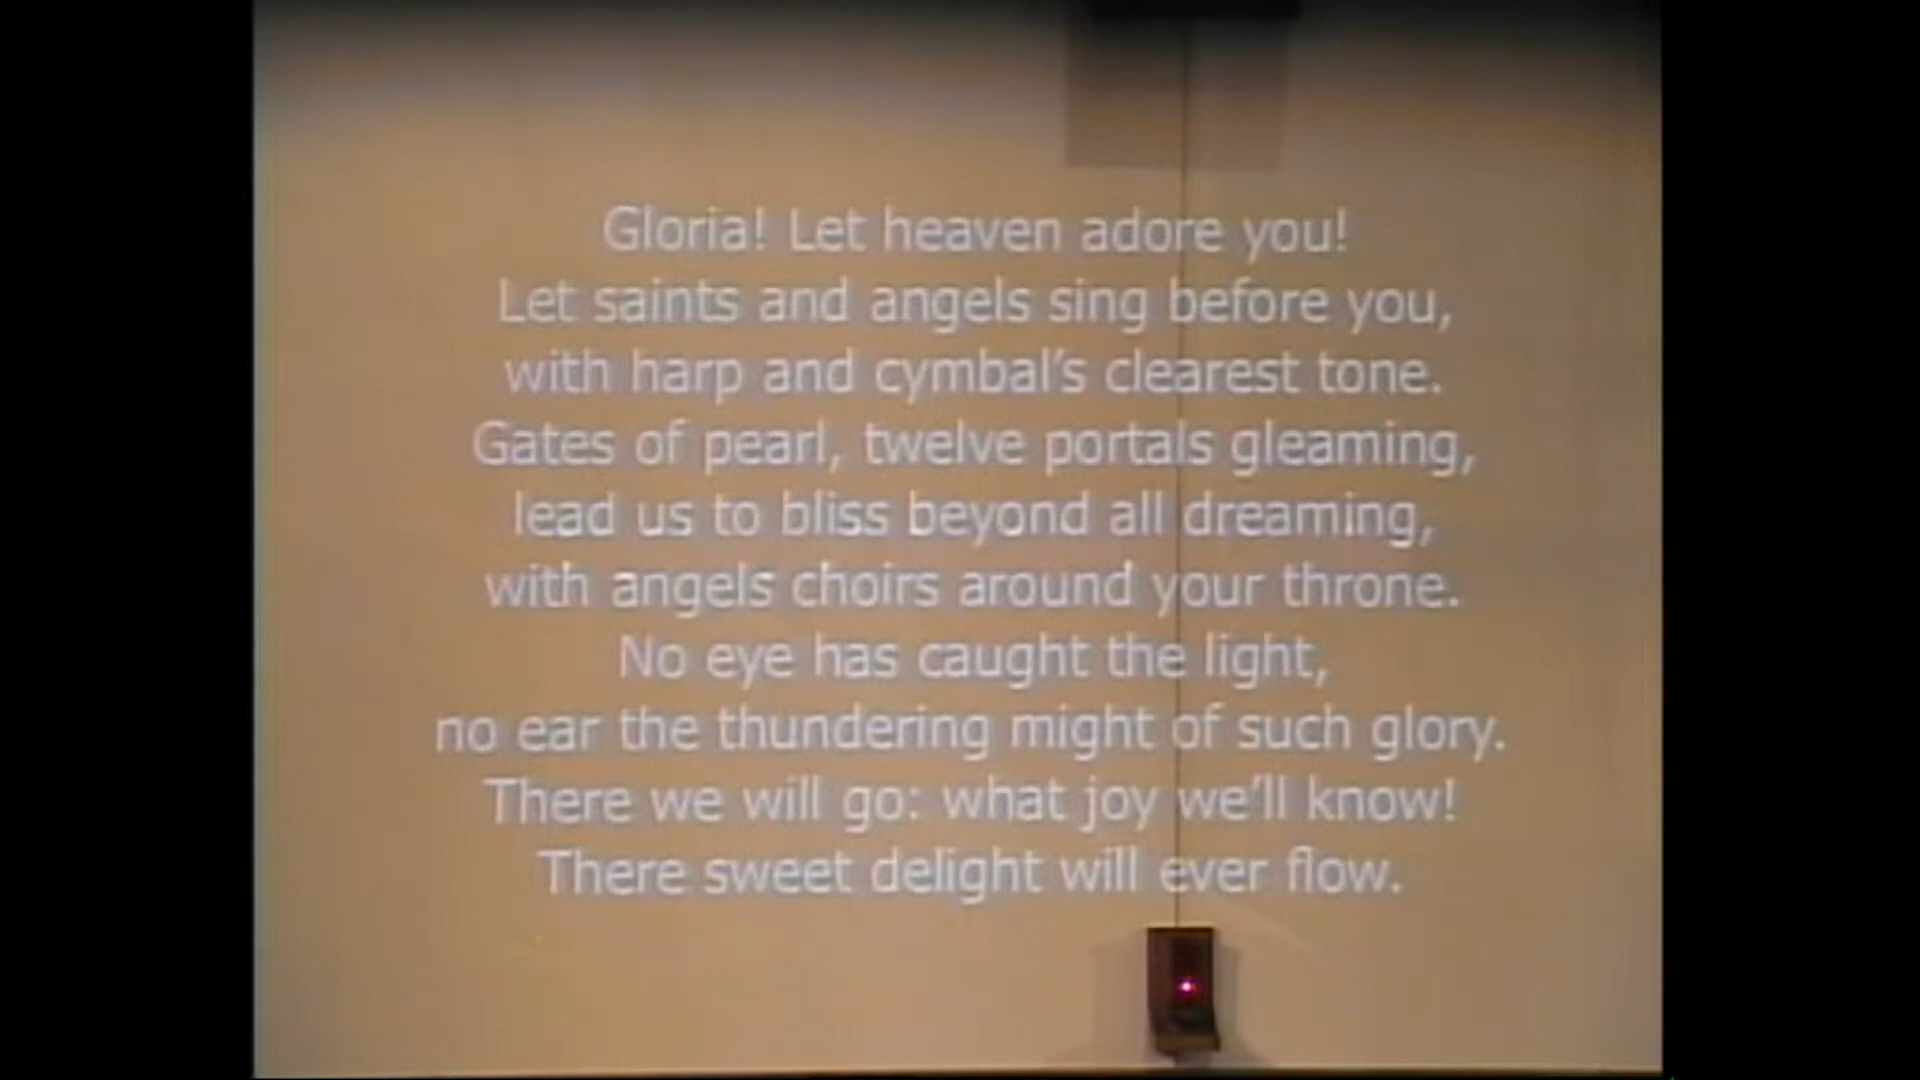 Gloria! Let heaven adore you!
Let saints and angels sing before you,
with harp and cymbal's clearest tone.
Gates of pearl, twelve portals gleaming,
lead us to bliss beyond all dreaming,
with angels choirs around your throne.
No eye has caught the light,
no ear the thundering might of such glory.
There we will go: what joy we'll know!
There sweet delight will ever flow.